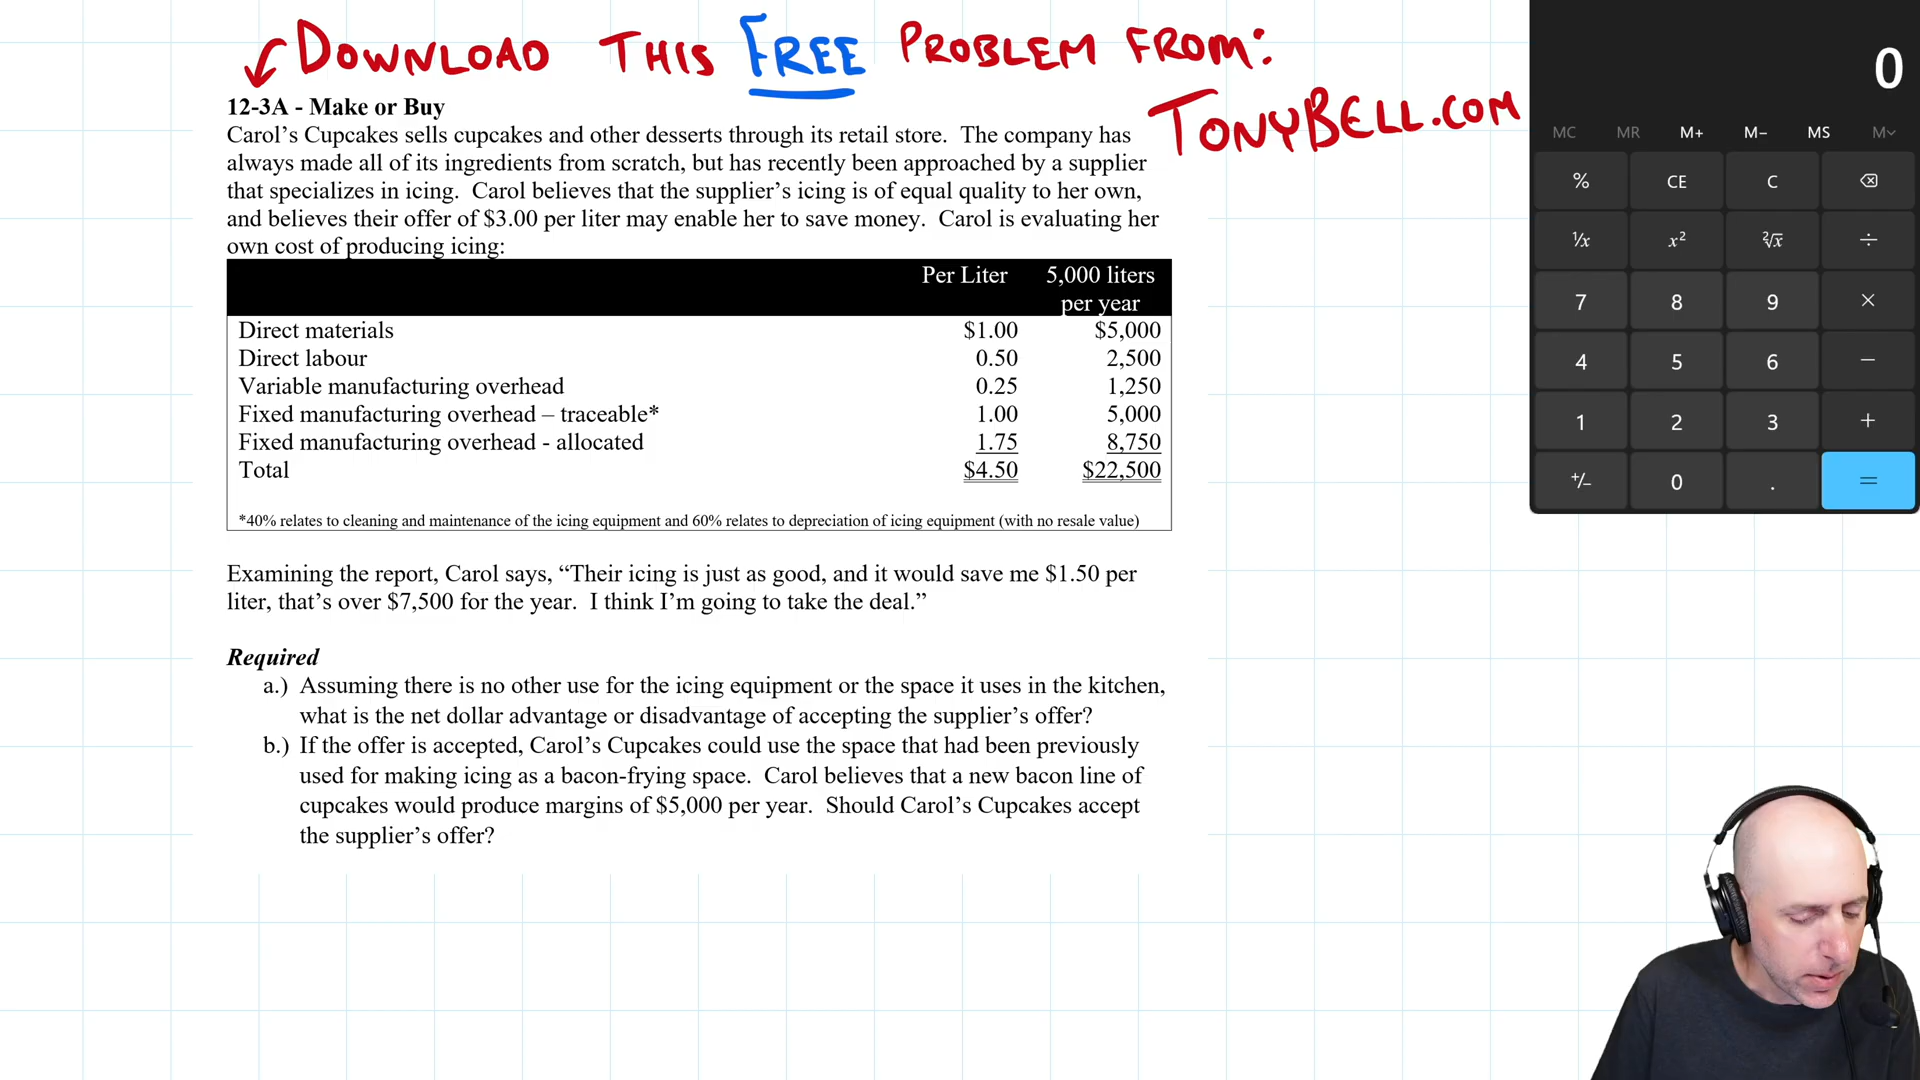 DOWNLOAD THIS FREE PROBLEM FROM:
TONYBELL.COM
12-3A - Make or Buy
Carol's Cupcakes sells cupcakes and other desserts through its retail store. The company has
always made all of its ingredients from scratch, but has recently been approached by a supplier
that specializes in icing. Carol believes that the supplier's icing is of equal quality to her own,
and believes their offer of $3.00 per liter may enable her to save money. Carol is evaluating her
own cost of producing icing:
Per Liter 5,000 liters
per year
Direct materials $1.00 $5,000
Direct labour 0.50 2,500
Variable manufacturing overhead 0.25 1,250
Fixed manufacturing overhead – traceable* 1.00 5,000
Fixed manufacturing overhead - allocated 1.75 8,750
Total $4.50 $22,500
*40% relates to cleaning and maintenance of the icing equipment and 60% relates to depreciation of icing equipment (with no resale value)
Examining the report, Carol says, “Their icing is just as good, and it would save me $1.50 per
liter, that's over $7,500 for the year. I think I'm going to take the deal.”
Required
a.) Assuming there is no other use for the icing equipment or the space it uses in the kitchen,
what is the net dollar advantage or disadvantage of accepting the supplier's offer?
b.) If the offer is accepted, Carol's Cupcakes could use the space that had been previously
used for making icing as a bacon-frying space. Carol believes that a new bacon line of
cupcakes would produce margins of $5,000 per year. Should Carol's Cupcakes accept
the supplier's offer?
0
MC MR M+ M− MS M˅
% CE C ⌫
¹/x x² ²√x ÷
7 8 9 ×
4 5 6 −
1 2 3 +
+/− 0 . =